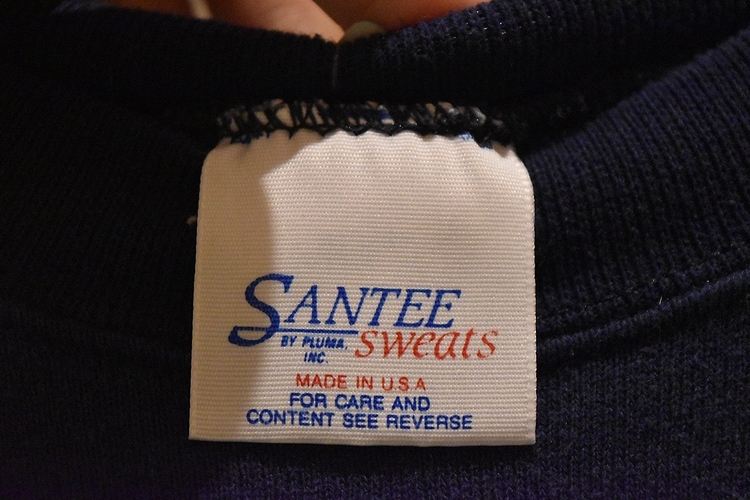 SANTEE
BY PLUMA, sweats
INC.
MADE IN U.S.A
FOR CARE AND
CONTENT SEE REVERSE